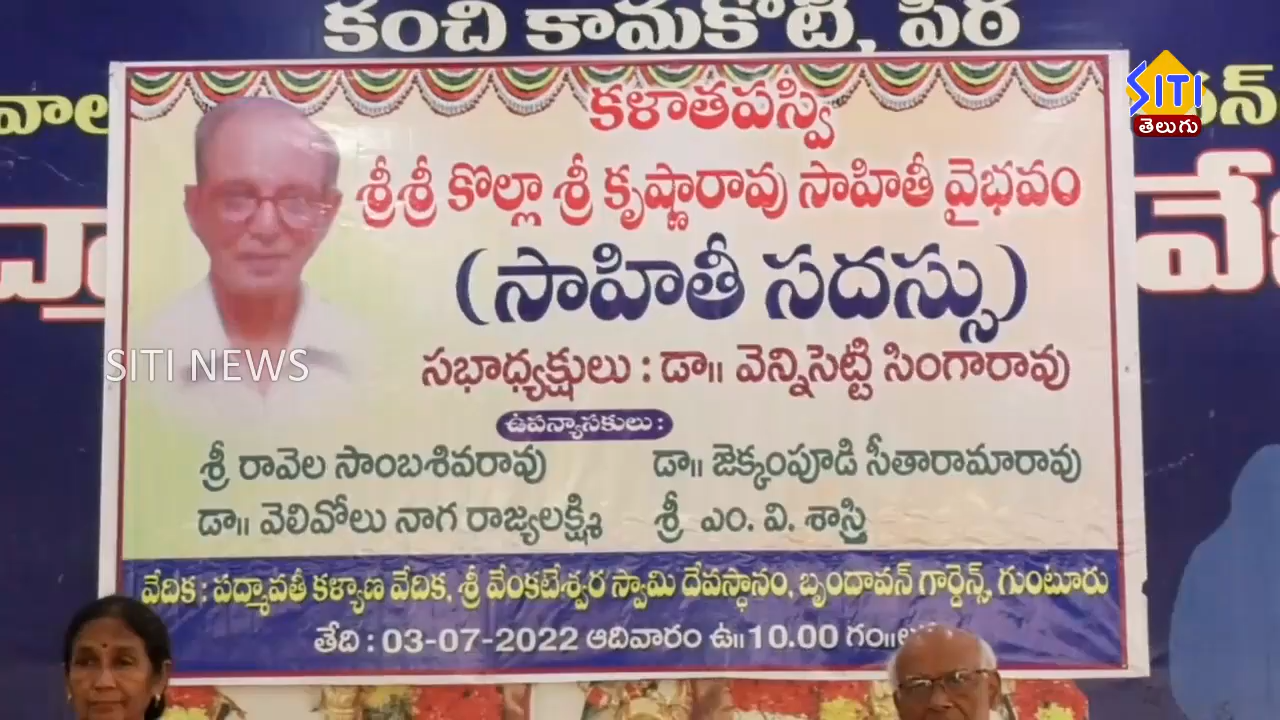 కంచి కామకోటి, పీఠ
కళాతపస్వి
SITI
తెలుగు
శ్రీశ్రీ కొల్లా శ్రీ కృష్ణారావు సాహితీ వైభవం
(సాహితీ సదస్సు)
SITI NEWS
సభాధ్యక్షులు : డా॥ వెన్నిసెట్టి సింగారావు
ఉపన్యాసకులు :
శ్రీ రావెల సాంబశివరావు డా॥ జెక్కంపూడి సీతారామారావు
డా॥ వెలివోలు నాగ రాజ్యలక్ష్మి శ్రీ ఎం. వి. శాస్త్రి
వేదిక : పద్మావతీ కళ్యాణ వేదిక, శ్రీ వేంకటేశ్వర స్వామి దేవస్థానం, బృందావన్ గార్డెన్స్, గుంటూరు
తేది : 03-07-2022 ఆదివారం ఉ॥ 10.00